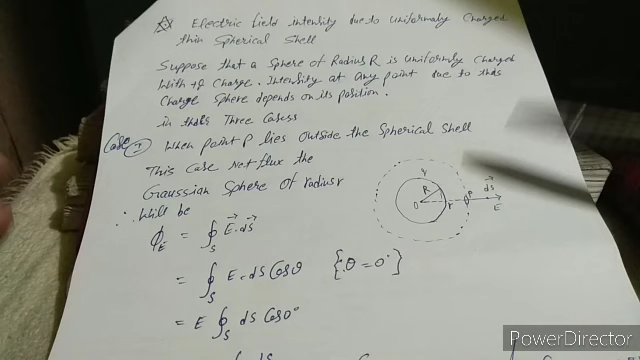 Electric field intensity due to Uniformaly Charged
thin Spherical Shell
Suppose that a Sphere of Radius R is uniformly Charged
With +q Charge. Intensity at any point due to this
Charge Sphere depends on its position.
in this Three Casess
Case ① When point P lies outside the Spherical Shell
This Case net flux the
Gaussian Sphere of radius r
∴ Will be
ϕE = ∮S E⃗.ds⃗
= ∮S E.ds Cosθ {∵θ = 0°}
= E ∮S ds Cos0°
q
R
O
r
P
ds⃗
E
PowerDirector